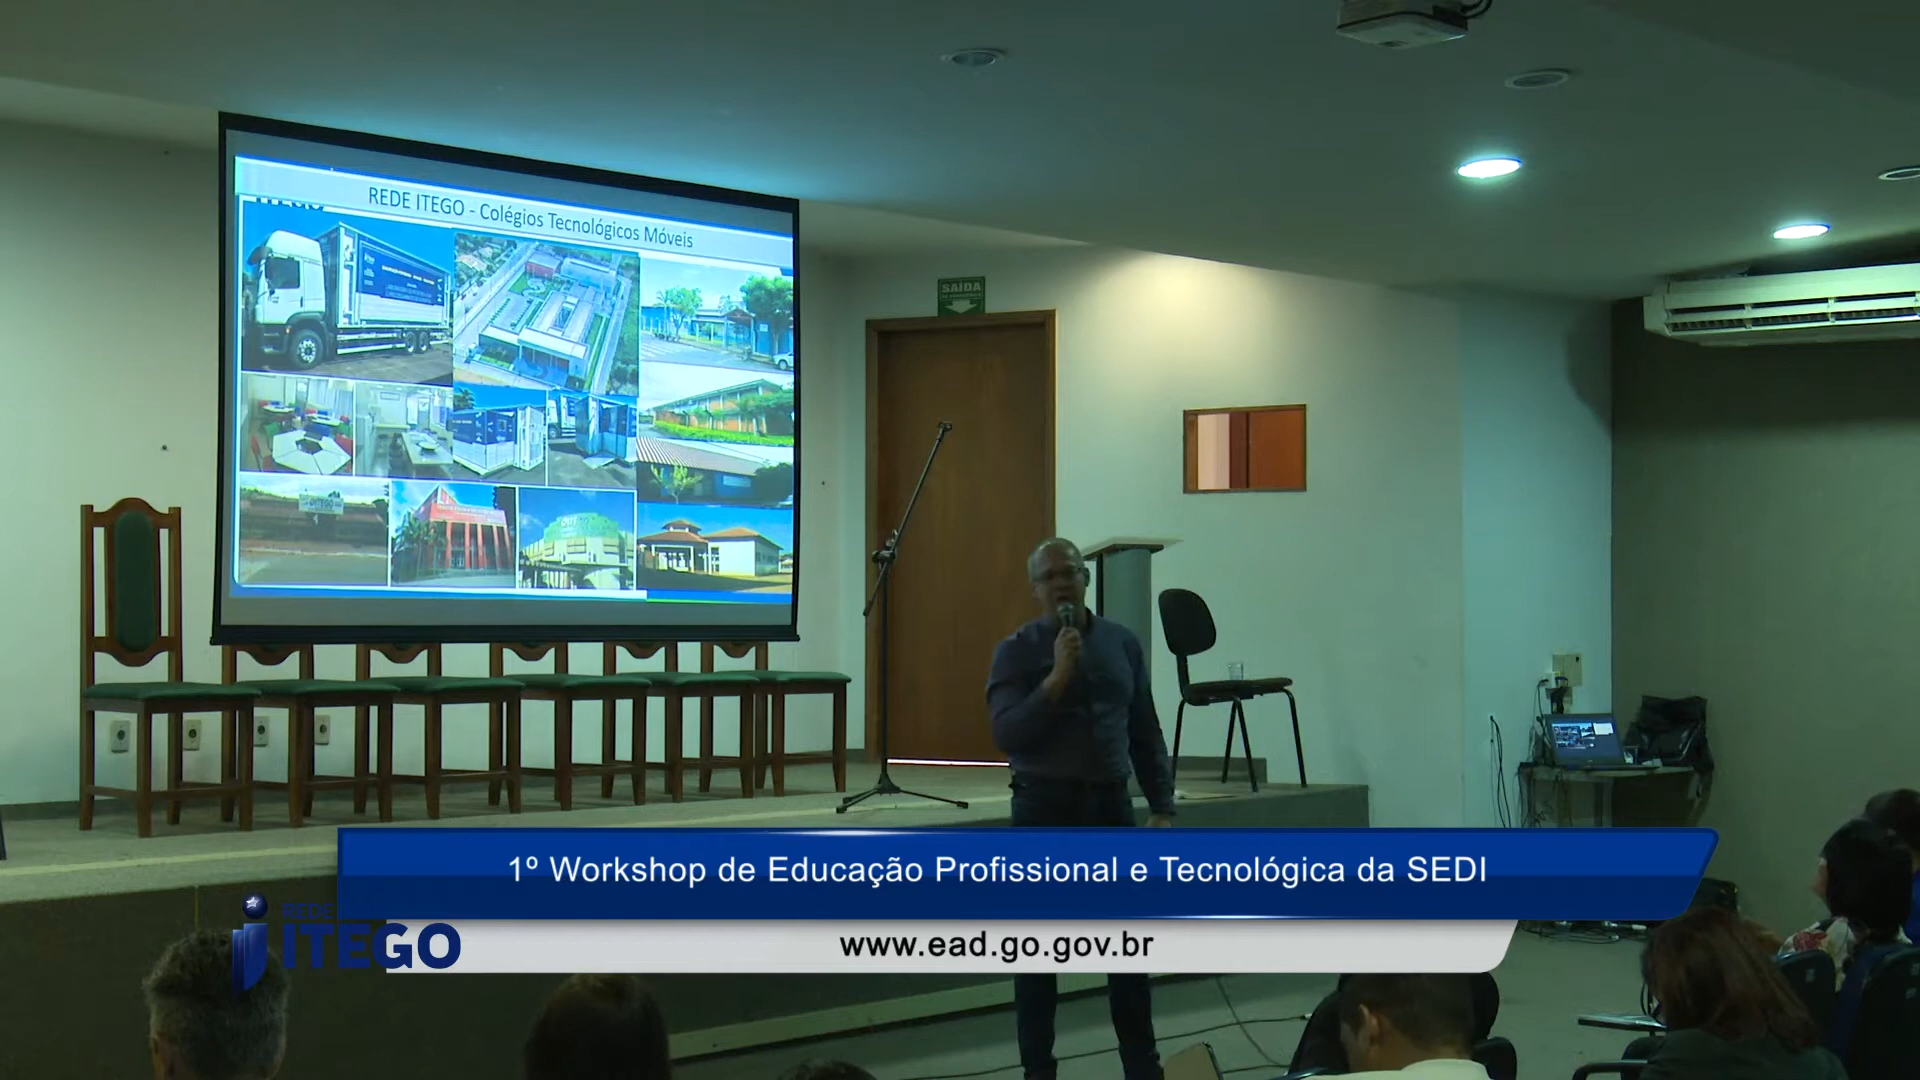 REDE ITEGO - Colégios Tecnológicos Móveis
SAÍDA
1º Workshop de Educação Profissional e Tecnológica da SEDI
REDE
ITEGO
www.ead.go.gov.br